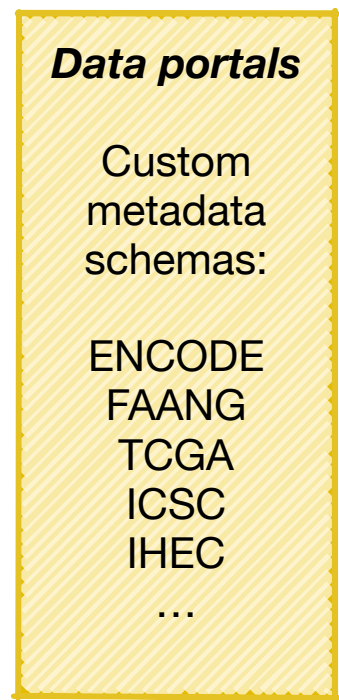 Data portals
Custom
metadata
schemas:
ENCODE
FAANG
TCGA
ICSC
IHEC
…